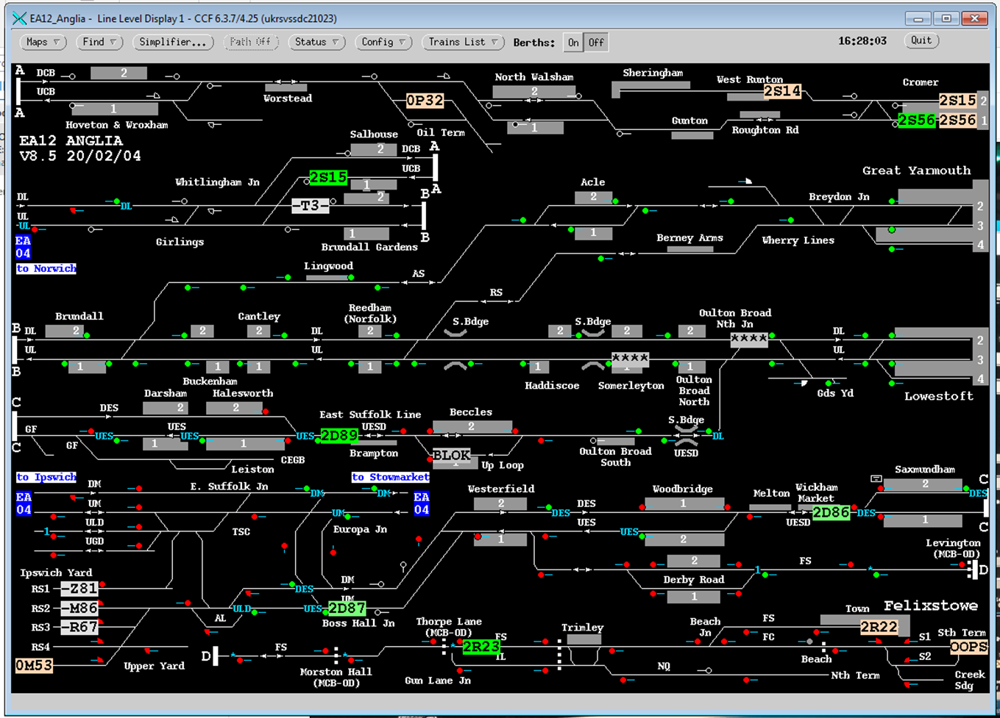 EA12_Anglia - Line Level Display 1 - CCF 6.3.7/4.25 (ukrsvssdc21023)
Maps Find Simplifier... Path Off Status Config Trains List Berths: On Off 16:28:03 Quit
A DCB 2 Worstead North Walsham Sheringham West Runton Cromer
UCB 0P32 2 2S14 2S15 2
A 1 Gunton 2S56 2S56 1
Hoveton & Wroxham Oil Term 1 Roughton Rd
EA12 ANGLIA
V8.5 20/02/04
Salhouse 2 DCB A
UCB
Whitlingham Jn 2S15 1 A
Great Yarmouth
DL DL -T3- 2 B Acle 2 Breydon Jn 2
UL
-UL 1 B 1 Berney Arms Wherry Lines 3
EA Girlings Brundall Gardens 4
04
to Norwich
Lingwood
AS
RS
Brundall Cantley Reedham
(Norfolk)
S.Bdge S.Bdge Oulton Broad
Nth Jn
B DL 2 2 2 DL 2 2 2 2 **** DL 2
UL UL UL 3
B 1 1 1 1 1 **** 1 1 4
Buckenham Haddiscoe Somerleyton Oulton
Broad
North
Gds Yd Lowestoft
C Darsham Halesworth
DES 2 2 East Suffolk Line Beccles S.Bdge
GF UES UES UESD 2
C UES UES 2D89 DL
GF 1 1 Brampton BLOK Up Loop Oulton Broad
South
UESD
CEGB 1
Leiston
to Ipswich to Stowmarket Saxmundham
DM E. Suffolk Jn Westerfield Woodbridge Melton Wickham
Market
2 C
EA DM DM EA 2 DES 1 DES
04 UM UM 04 DES UESD 2D86 DES
1 ULD TSC Europa Jn UES UES 1 C
UGD 1 2 Levington
(MCB-OD)
2 1 FS D
Ipswich Yard Derby Road
RS1 -Z81 DES DM 1
UM
RS2 -M86 ULD UES 2D87
AL Boss Hall Jn Town Felixstowe
RS3 -R67 Thorpe Lane
(MCB-OD)
Trimley Beach
Jn
FS 2R22 Sth Term
RS4 D FS 2R23 FS FC S1 OOPS
0M53 Upper Yard IL NQ Beach S2
Morston Hall
(MCB-OD)
Gun Lane Jn Nth Term Creek
Sdg